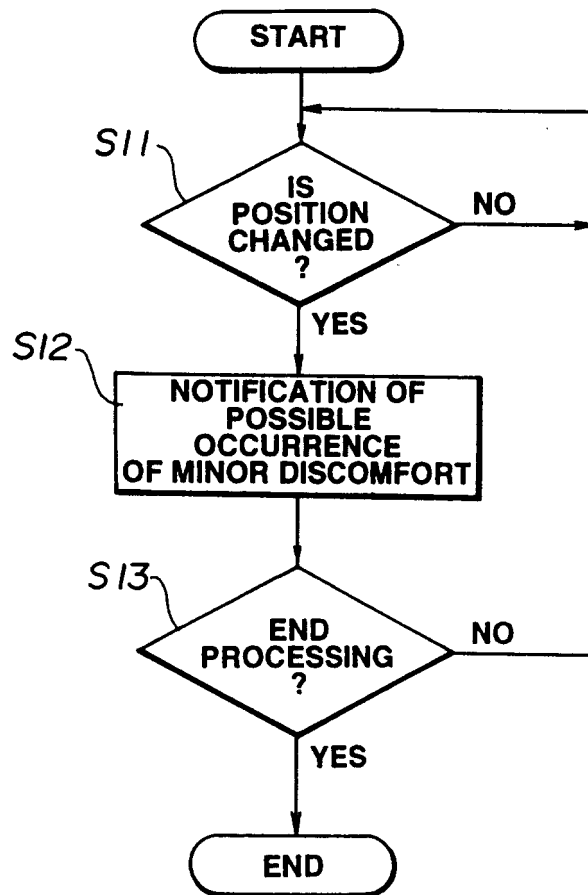 START
S11
IS
POSITION
CHANGED
?
NO
YES
S12
NOTIFICATION OF
POSSIBLE
OCCURRENCE
OF MINOR DISCOMFORT
S13
END
PROCESSING
?
NO
YES
END